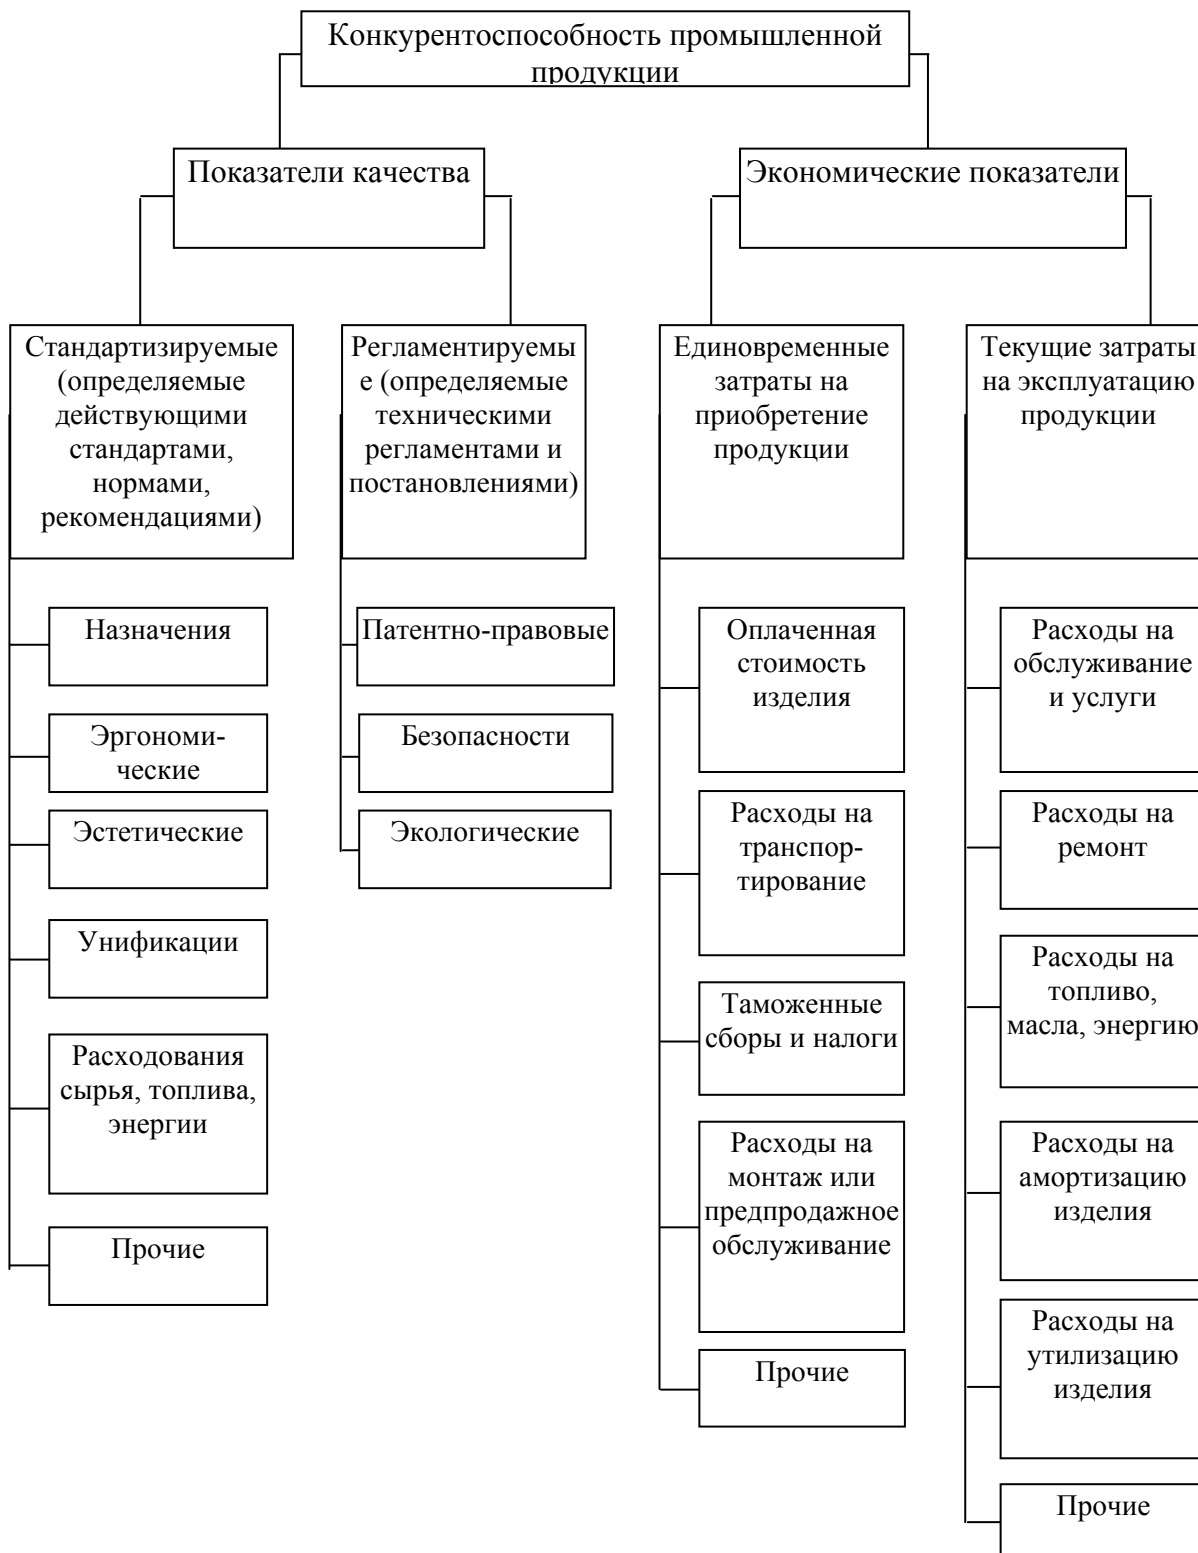 Конкурентоспособность промышленной
продукции
Показатели качества
Экономические показатели
Стандартизируемые
(определяемые
действующими
стандартами,
нормами,
рекомендациями)
Регламентируемы
е (определяемые
техническими
регламентами и
постановлениями)
Единовременные
затраты на
приобретение
продукции
Текущие затраты
на эксплуатацию
продукции
Назначения
Эргономи-
ческие
Эстетические
Унификации
Расходования
сырья, топлива,
энергии
Прочие
Патентно-правовые
Безопасности
Экологические
Оплаченная
стоимость
изделия
Расходы на
транспор-
тирование
Таможенные
сборы и налоги
Расходы на
монтаж или
предпродажное
обслуживание
Прочие
Расходы на
обслуживание
и услуги
Расходы на
ремонт
Расходы на
топливо,
масла, энергию
Расходы на
амортизацию
изделия
Расходы на
утилизацию
изделия
Прочие